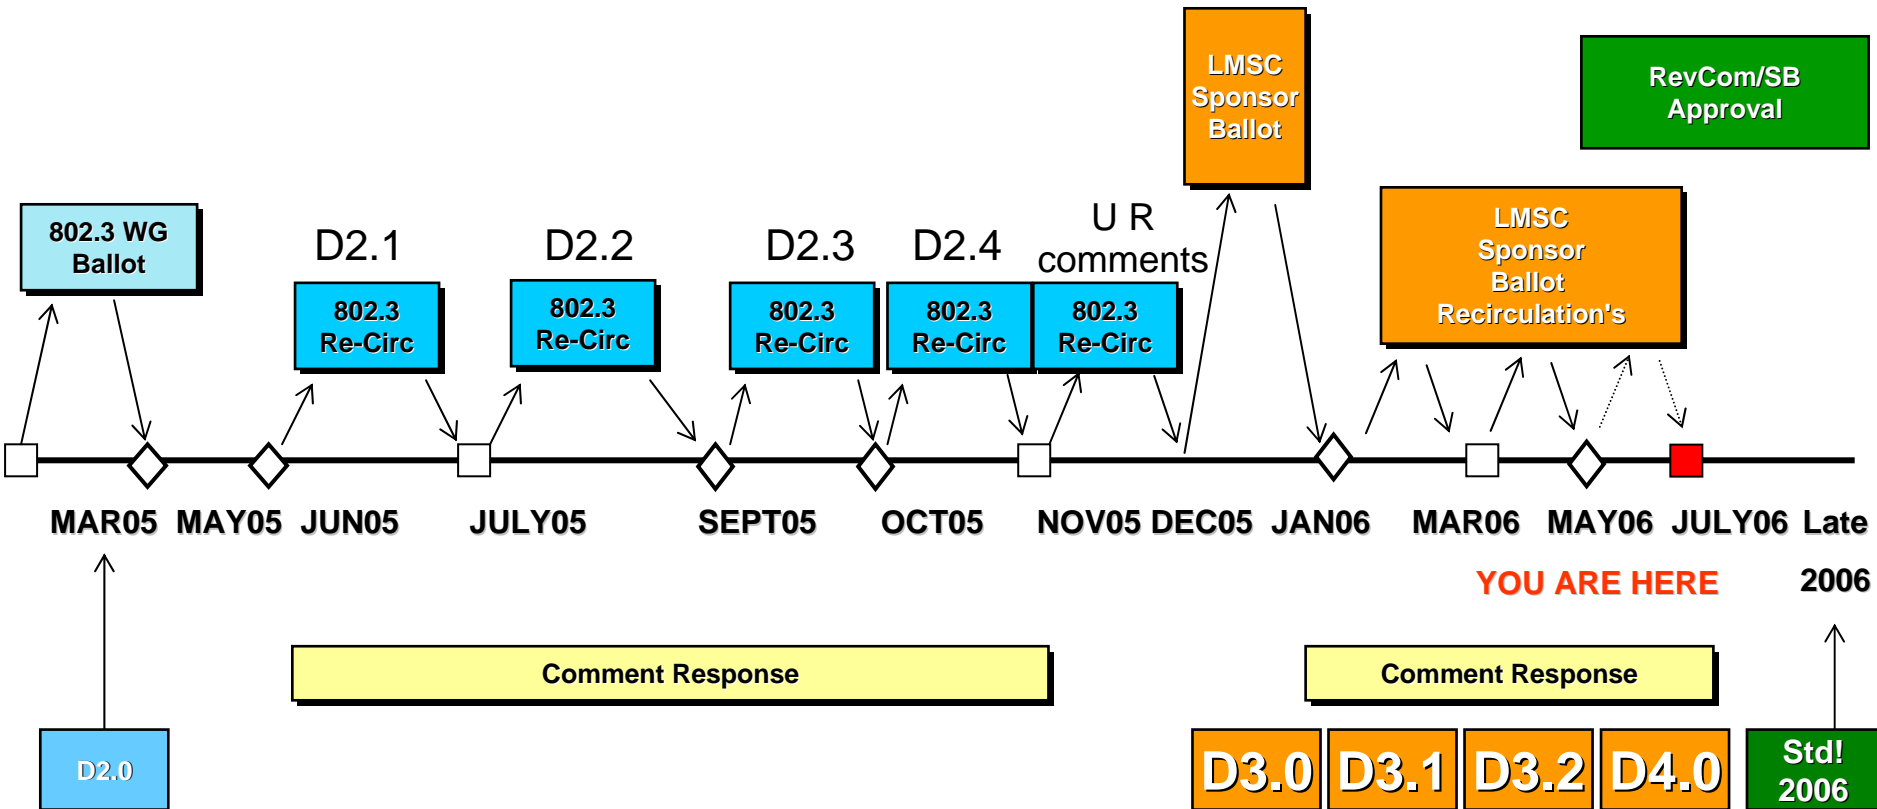 LMSC
Sponsor
Ballot
RevCom/SB
Approval
802.3 WG
Ballot
D2.1
802.3
Re-Circ
D2.2
802.3
Re-Circ
D2.3
802.3
Re-Circ
D2.4
802.3
Re-Circ
U R
comments
802.3
Re-Circ
LMSC
Sponsor
Ballot
Recirculation's
MAR05 MAY05 JUN05 JULY05 SEPT05 OCT05 NOV05 DEC05 JAN06 MAR06 MAY06 JULY06 Late
2006
YOU ARE HERE
Comment Response
Comment Response
D2.0
D3.0
D3.1
D3.2
D4.0
Std!
2006